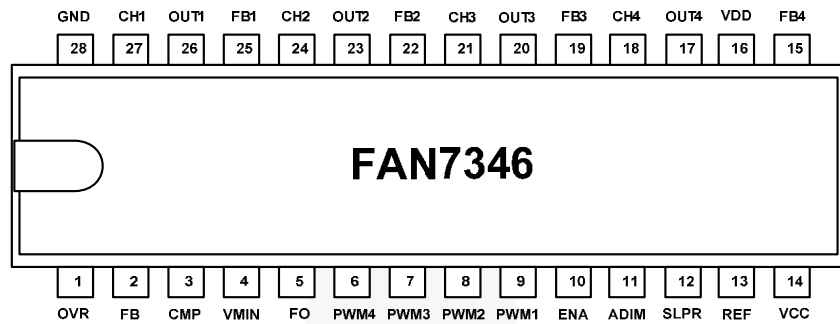 GND CH1 OUT1 FB1 CH2 OUT2 FB2 CH3 OUT3 FB3 CH4 OUT4 VDD FB4
28 27 26 25 24 23 22 21 20 19 18 17 16 15
FAN7346
1 2 3 4 5 6 7 8 9 10 11 12 13 14
OVR FB CMP VMIN FO PWM4 PWM3 PWM2 PWM1 ENA ADIM SLPR REF VCC